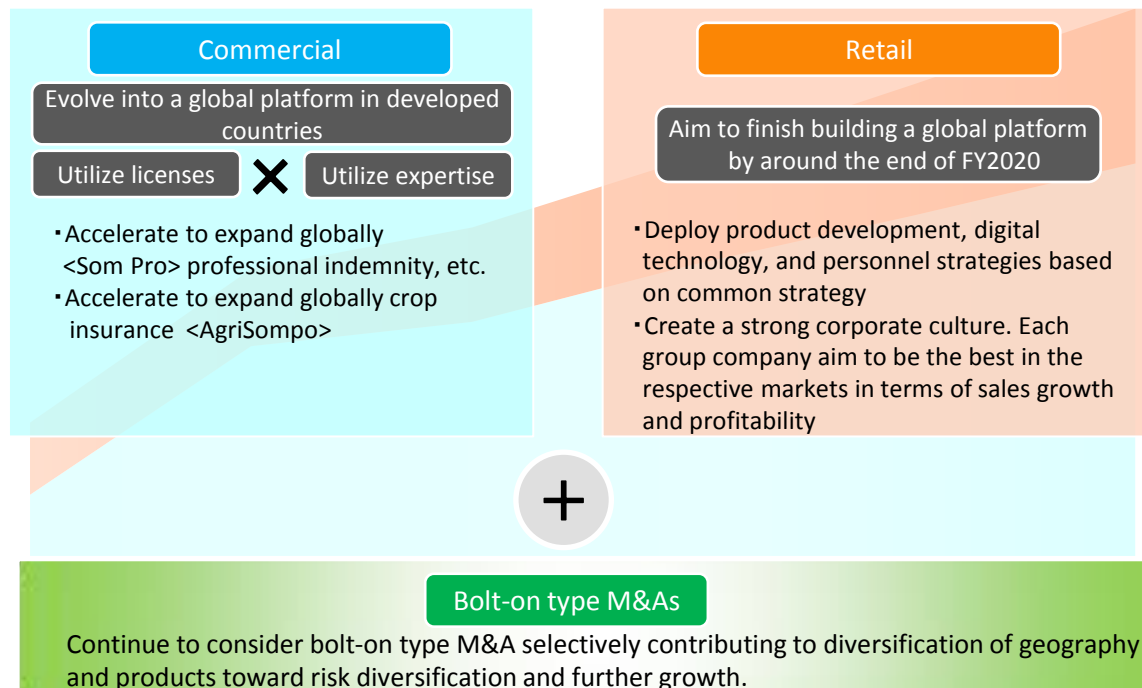 Commercial
Evolve into a global platform in developed
countries
Utilize licenses
×
Utilize expertise
・Accelerate to expand globally
<Som Pro> professional indemnity, etc.
・Accelerate to expand globally crop
insurance <AgriSompo>
Retail
Aim to finish building a global platform
by around the end of FY2020
・Deploy product development, digital
technology, and personnel strategies based
on common strategy
・Create a strong corporate culture. Each
group company aim to be the best in the
respective markets in terms of sales growth
and profitability
+
Bolt-on type M&As
Continue to consider bolt-on type M&A selectively contributing to diversification of geography
and products toward risk diversification and further growth.